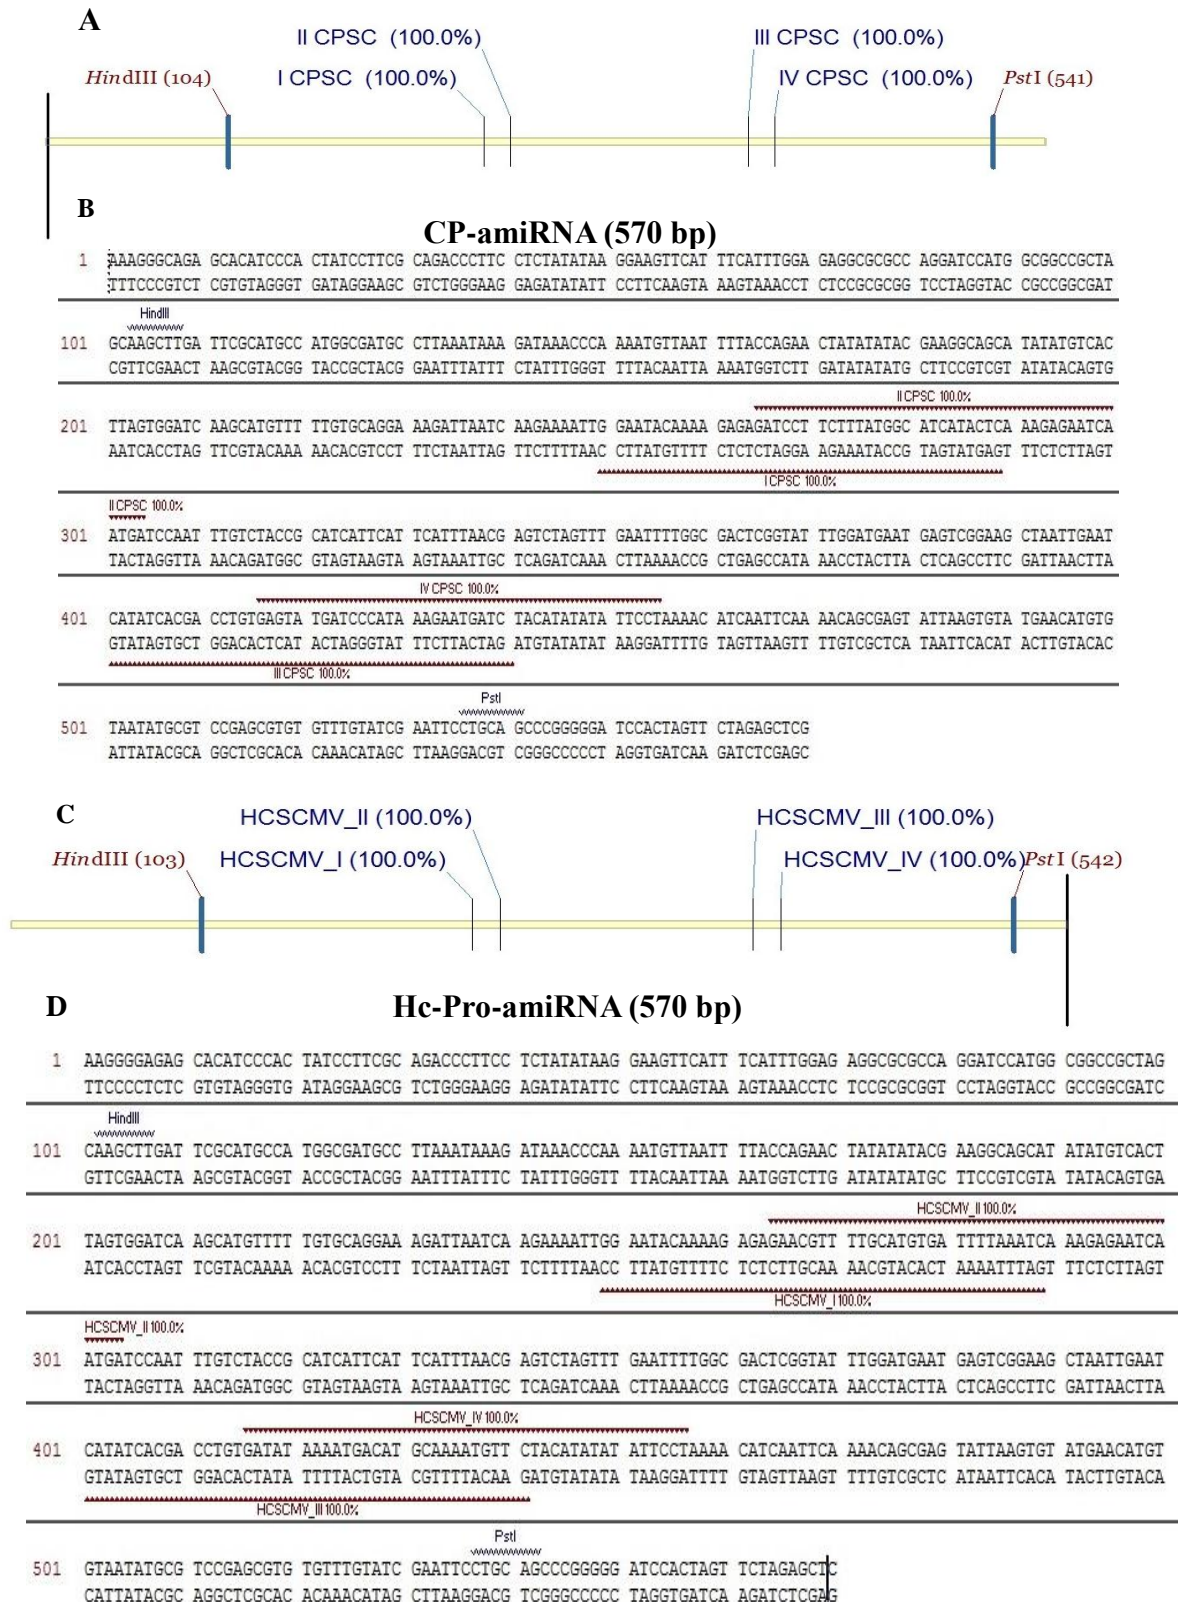 A
II CPSC (100.0%)
III CPSC (100.0%)
HindIII (104)
I CPSC (100.0%)
IV CPSC (100.0%)
PstI (541)
B
CP-amiRNA (570 bp)
1 AAAGGGCAGA GCACATCCCA CTATCCTTCG CAGACCCTTC CTCTATATAA GGAAGTTCAT TTCATTTGGA GAGGCGCGCC AGGATCCATG GCGGCCGCTA
TTTCCCGTCT CGTGTAGGGT GATAGGAAGC GTCTGGGAAG GAGATATATT CCTTCAAGTA AAGTAAACCT CTCCGCGCGG TCCTAGGTAC CGCCGGCGAT
HindIII
101 GCAAGCTTGA TTCGCATGCC ATGGCGATGC CTTAAATAAA GATAAACCCA AAATGTTAAT TTTACCAGAA CTATATATAC GAAGGCAGCA TATATGTCAC
CGTTCGAACT AAGCGTACGG TACCGCTACG GAATTTATTT CTATTTGGGT TTTACAATTA AAATGGTCTT GATATATATG CTTCCGTCGT ATATACAGTG
II CPSC 100.0%
201 TTAGTGGATC AAGCATGTTT TTGTGCAGGA AAGATTAATC AAGAAAATTG GAATACAAAA GAGAGATCCT TCTTTATGGC ATCATACTCA AAGAGAATCA
AATCACCTAG TTCGTACAAA AACACGTCCT TTCTAATTAG TTCTTTTAAC CTTATGTTTT CTCTCTAGGA AGAAATACCG TAGTATGAGT TTCTCTTAGT
I CPSC 100.0%
II CPSC 100.0%
301 ATGATCCAAT TTGTCTACCG CATCATTCAT TCATTTAACG AGTCTAGTTT GAATTTTGGC GACTCGGTAT TTGGATGAAT GAGTCGGAAG CTAATTGAAT
TACTAGGTTA AACAGATGGC GTAGTAAGTA AGTAAATTGC TCAGATCAAA CTTAAAACCG CTGAGCCATA AACCTACTTA CTCAGCCTTC GATTAACTTA
IV CPSC 100.0%
401 CATATCACGA CCTGTGAGTA TGATCCCATA AAGAATGATC TACATATATA TTCCTAAAAC ATCAATTCAA AACAGCGAGT ATTAAGTGTA TGAACATGTG
GTATAGTGCT GGACACTCAT ACTAGGGTAT TTCTTACTAG ATGTATATAT AAGGATTTTG TAGTTAAGTT TTGTCGCTCA TAATTCACAT ACTTGTACAC
III CPSC 100.0%
PstI
501 TAATATGCGT CCGAGCGTGT GTTTGTATCG AATTCCTGCA GCCCGGGGGA TCCACTAGTT CTAGAGCTCG
ATTATACGCA GGCTCGCACA CAAACATAGC TTAAGGACGT CGGGCCCCCT AGGTGATCAA GATCTCGAGC
C
HCSCMV_II (100.0%)
HCSCMV_III (100.0%)
HindIII (103)
HCSCMV_I (100.0%)
HCSCMV_IV (100.0%)
PstI (542)
D
Hc-Pro-amiRNA (570 bp)
1 AAGGGGAGAG CACATCCCAC TATCCTTCGC AGACCCTTCC TCTATATAAG GAAGTTCATT TCATTTGGAG AGGCGCGCCA GGATCCATGG CGGCCGCTAG
TTCCCCTCTC GTGTAGGGTG ATAGGAAGCG TCTGGGAAGG AGATATATTC CTTCAAGTAA AGTAAACCTC TCCGCGCGGT CCTAGGTACC GCCGGCGATC
HindIII
101 CAAGCTTGAT TCGCATGCCA TGGCGATGCC TTAAATAAAG ATAAACCCAA AATGTTAATT TTACCAGAAC TATATATACG AAGGCAGCAT ATATGTCACT
GTTCGAACTA AGCGTACGGT ACCGCTACGG AATTTATTTC TATTTGGGTT TTACAATTAA AATGGTCTTG ATATATATGC TTCCGTCGTA TATACAGTGA
HCSCMV_II 100.0%
201 TAGTGGATCA AGCATGTTTT TGTGCAGGAA AGATTAATCA AGAAAATTGG AATACAAAAG AGAGAACGTT TTGCATGTGA TTTTAAATCA AAGAGAATCA
ATCACCTAGT TCGTACAAAA ACACGTCCTT TCTAATTAGT TCTTTTAACC TTATGTTTTC TCTCTTGCAA AACGTACACT AAAATTTAGT TTCTCTTAGT
HCSCMV_I 100.0%
HCSCMV_II 100.0%
301 ATGATCCAAT TTGTCTACCG CATCATTCAT TCATTTAACG AGTCTAGTTT GAATTTTGGC GACTCGGTAT TTGGATGAAT GAGTCGGAAG CTAATTGAAT
TACTAGGTTA AACAGATGGC GTAGTAAGTA AGTAAATTGC TCAGATCAAA CTTAAAACCG CTGAGCCATA AACCTACTTA CTCAGCCTTC GATTAACTTA
HCSCMV_IV 100.0%
401 CATATCACGA CCTGTGATAT AAAATGACAT GCAAAATGTT CTACATATAT ATTCCTAAAA CATCAATTCA AAACAGCGAG TATTAAGTGT ATGAACATGT
GTATAGTGCT GGACACTATA TTTTACTGTA CGTTTTACAA GATGTATATA TAAGGATTTT GTAGTTAAGT TTTGTCGCTC ATAATTCACA TACTTGTACA
HCSCMV_III 100.0%
PstI
501 GTAATATGCG TCCGAGCGTG TGTTTGTATC GAATTCCTGC AGCCCGGGGG ATCCACTAGT TCTAGAGCTC
CATTATACGC AGGCTCGCAC ACAAACATAG CTTAAGGACG TCGGGCCCCC TAGGTGATCA AGATCTCGAG